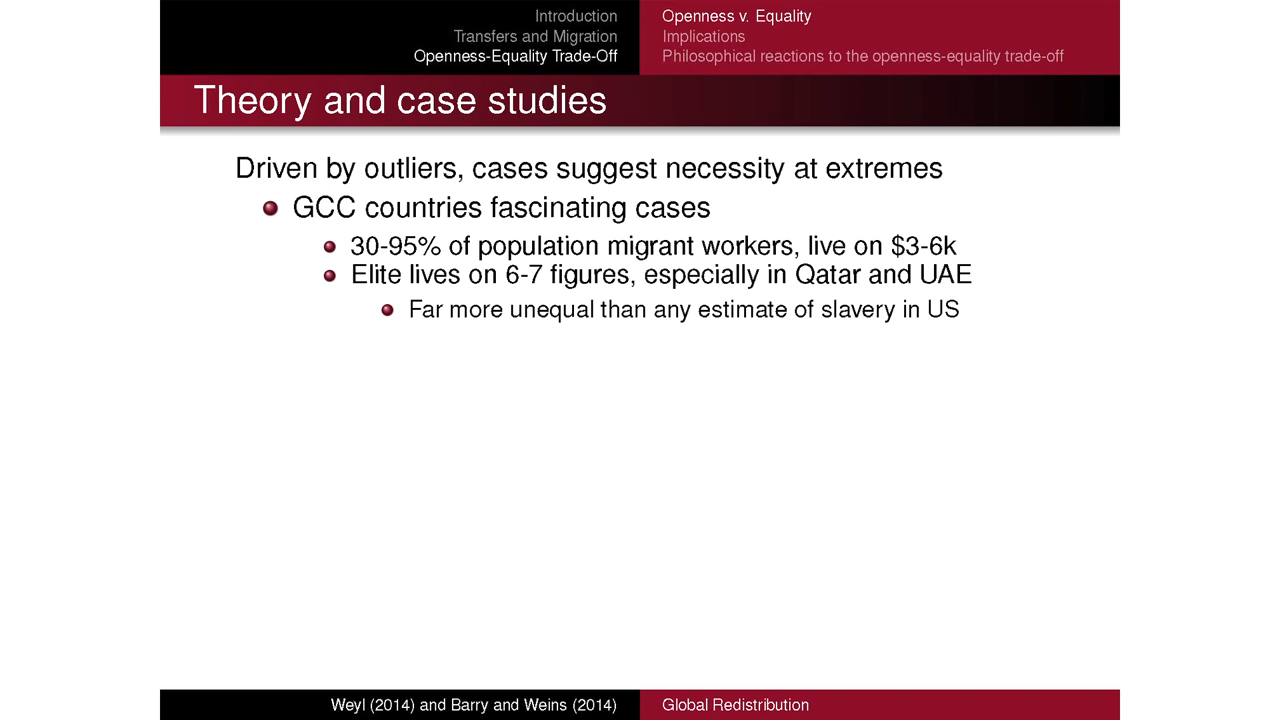 Introduction
Transfers and Migration
Openness-Equality Trade-Off
Openness v. Equality
Implications
Philosophical reactions to the openness-equality trade-off
Theory and case studies
Driven by outliers, cases suggest necessity at extremes
GCC countries fascinating cases
30-95% of population migrant workers, live on $3-6k
Elite lives on 6-7 figures, especially in Qatar and UAE
Far more unequal than any estimate of slavery in US
Weyl (2014) and Barry and Weins (2014)
Global Redistribution